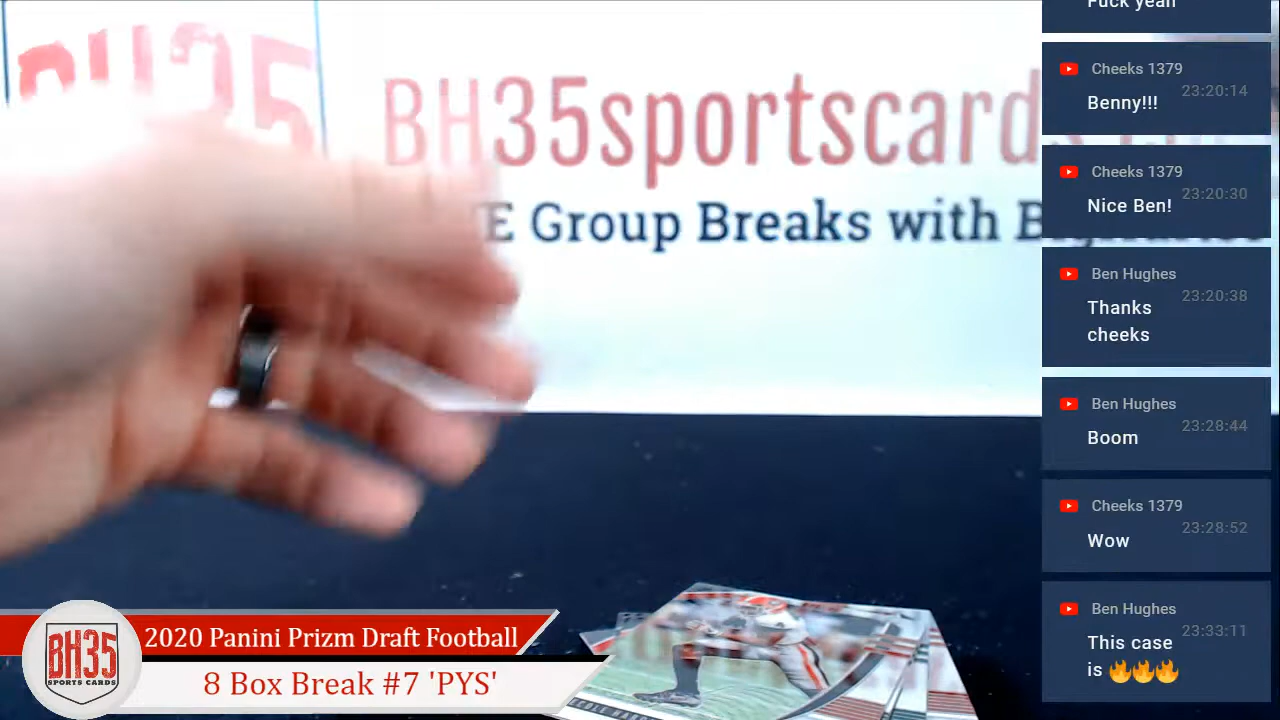 BH35
BH35sportscards
Group Breaks with
Fuck yeah
Cheeks 1379
23:20:14
Benny!!!
Cheeks 1379
23:20:30
Nice Ben!
Ben Hughes
23:20:38
Thanks
cheeks
Ben Hughes
23:28:44
Boom
Cheeks 1379
23:28:52
Wow
Ben Hughes
23:33:11
This case
is 🔥🔥🔥
BH35
SPORTS CARDS
2020 Panini Prizm Draft Football
8 Box Break #7 'PYS'